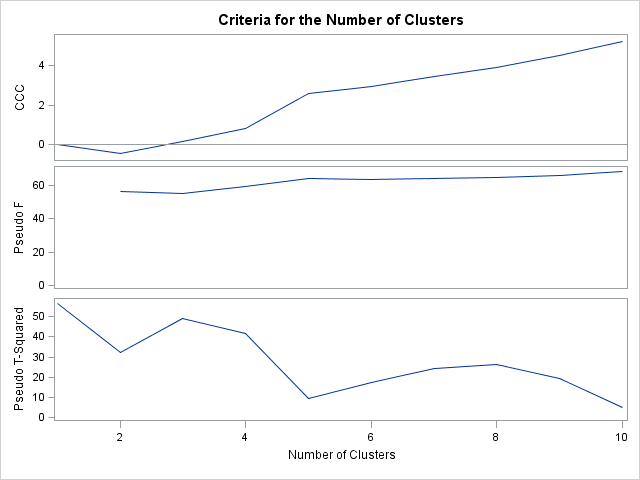 Criteria for the Number of Clusters
CCC
4
2
0
Pseudo F
60
40
20
0
Pseudo T-Squared
50
40
30
20
10
0
2 4 6 8 10
Number of Clusters